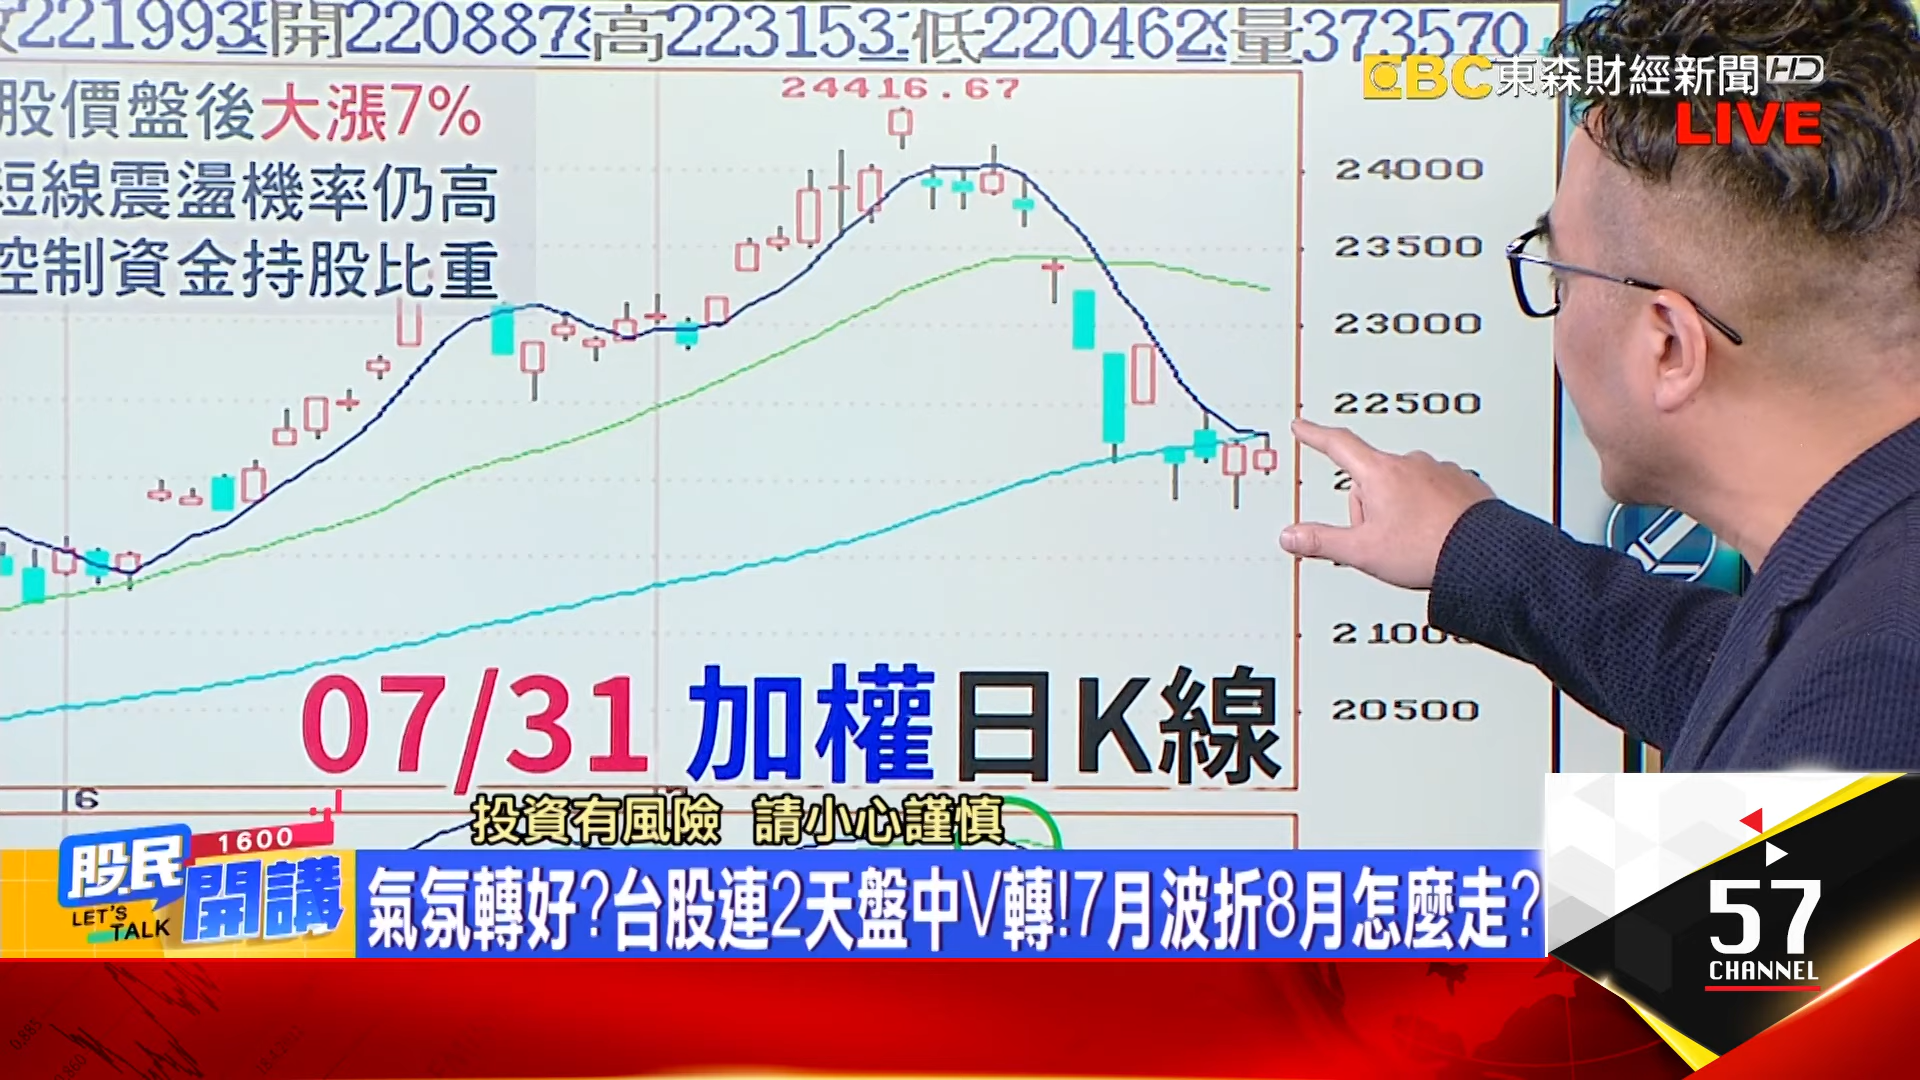 221993 開220887 高223153 低220462 量373570
EBC東森財經新聞HD
LIVE
24416.67
股價盤後大漲7%
短線震盪機率仍高
控制資金持股比重
24000
23500
23000
22500
21000
20500
07/31 加權日K線
6
投資有風險 請小心謹慎
股民
1600
開講
LET'S
TALK
氣氛轉好?台股連2天盤中V轉!7月波折8月怎麼走?
57
CHANNEL